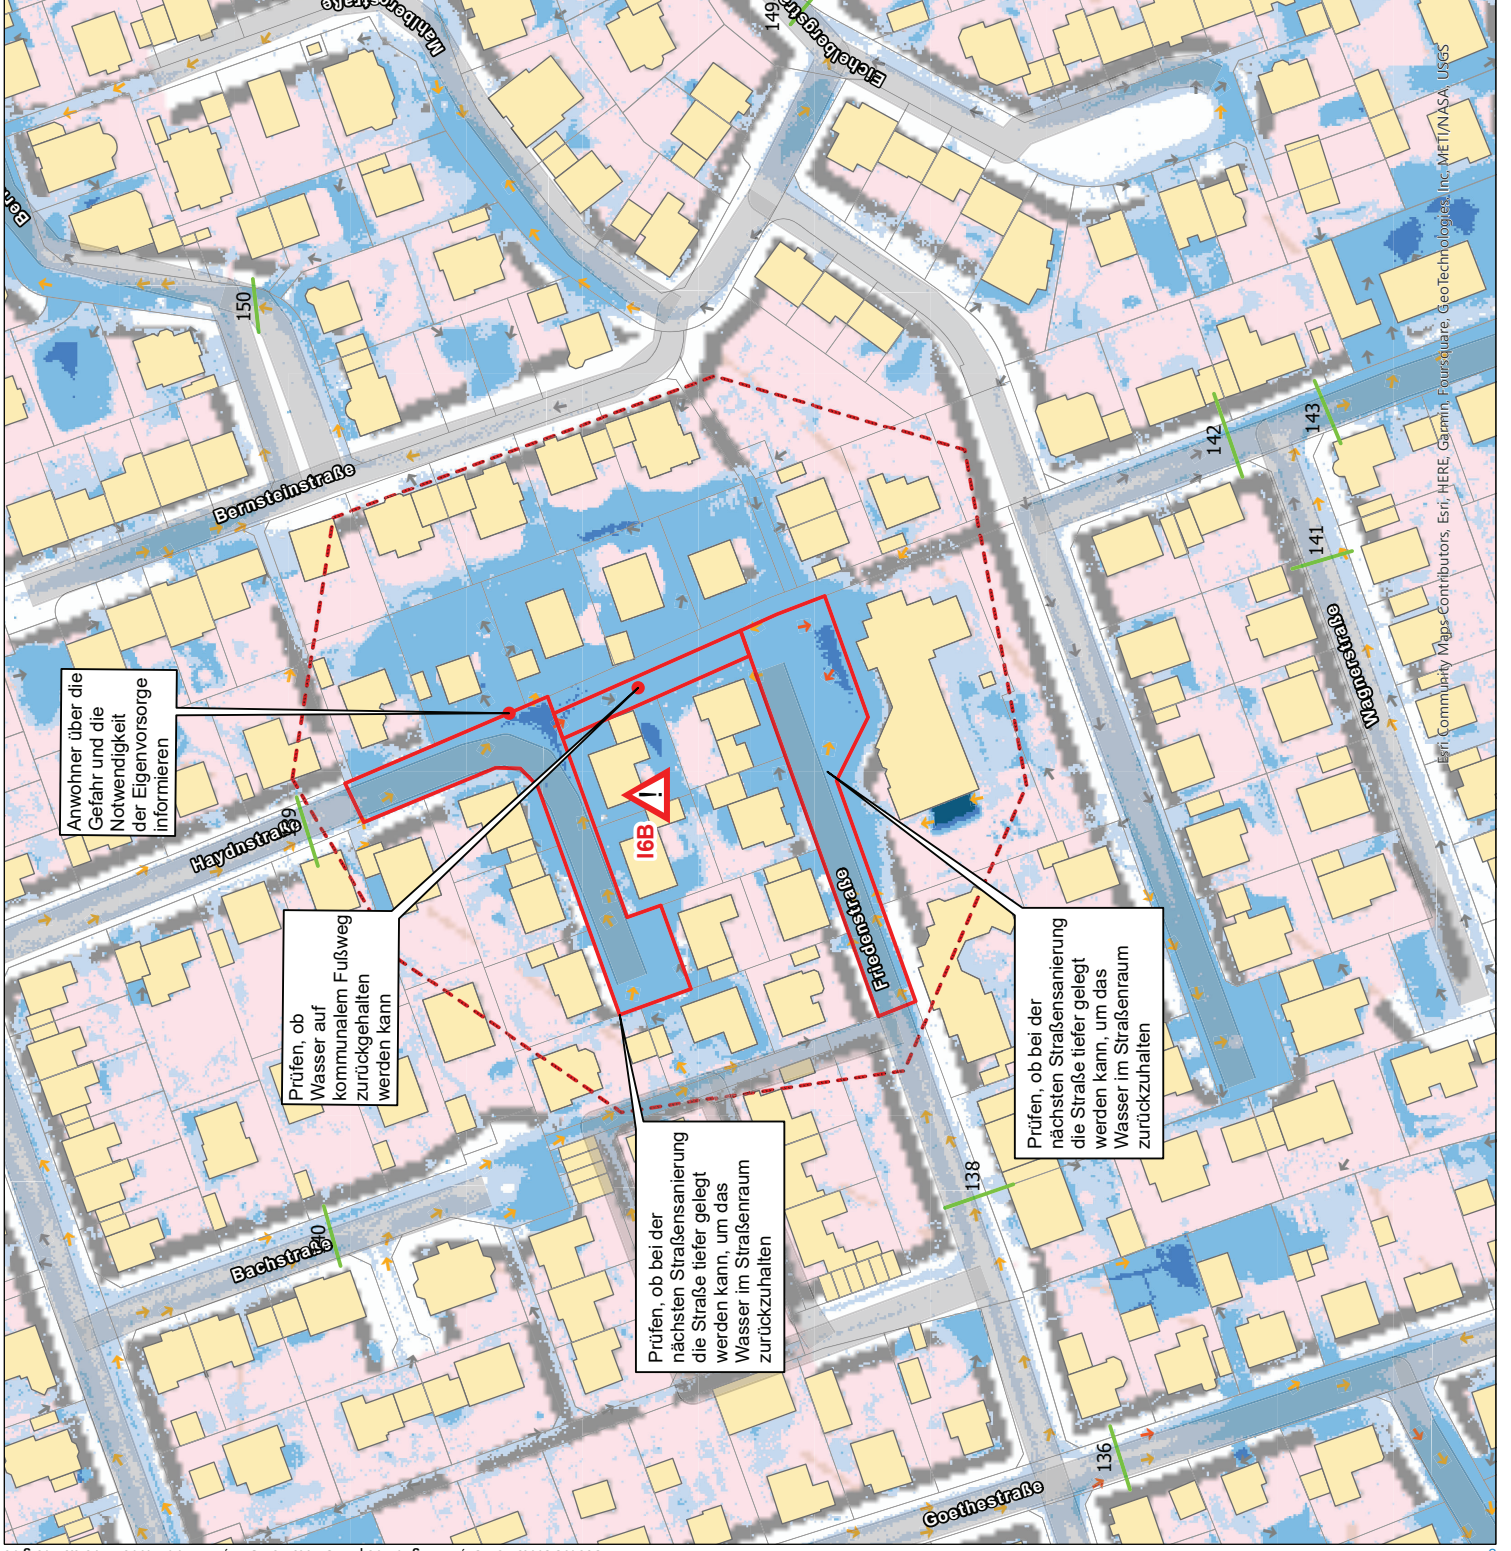 Mahlbergstraße
149
Eichelbergstra
Ber
150
Bernsteinstraße
142
143
141
Wagnerstraße
Anwohner über die
Gefahr und die
Notwendigkeit
der Eigenvorsorge
informieren
Haydnstraße
I6B
!
Friedenstraße
Prüfen, ob
Wasser auf
kommunalem Fußweg
zurückgehalten
werden kann
Prüfen, ob bei der
nächsten Straßensanierung
die Straße tiefer gelegt
werden kann, um das
Wasser im Straßenraum
zurückzuhalten
Prüfen, ob bei der
nächsten Straßensanierung
die Straße tiefer gelegt
werden kann, um das
Wasser im Straßenraum
zurückzuhalten
Bachstraße
138
136
Goethestraße
Esri Community Maps Contributors, Esri, HERE, Garmin, Foursquare, GeoTechnologies, Inc, METI/NASA, USGS